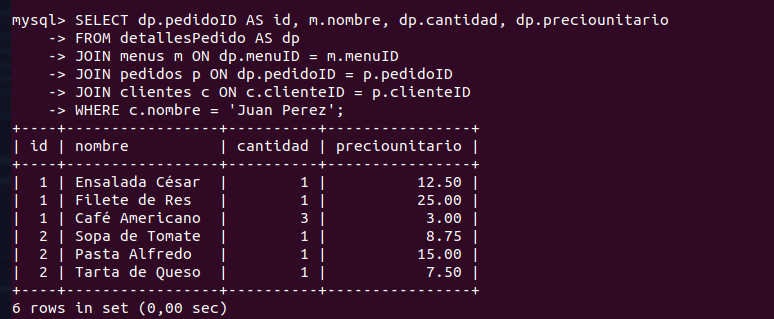 mysql> SELECT dp.pedidoID AS id, m.nombre, dp.cantidad, dp.preciounitario
    -> FROM detallesPedido AS dp
    -> JOIN menus m ON dp.menuID = m.menuID
    -> JOIN pedidos p ON dp.pedidoID = p.pedidoID
    -> JOIN clientes c ON c.clienteID = p.clienteID
    -> WHERE c.nombre = 'Juan Perez';
+----+-----------------+----------+----------------+
| id | nombre          | cantidad | preciounitario |
+----+-----------------+----------+----------------+
|  1 | Ensalada César  |        1 |          12.50 |
|  1 | Filete de Res   |        1 |          25.00 |
|  1 | Café Americano  |        3 |           3.00 |
|  2 | Sopa de Tomate  |        1 |           8.75 |
|  2 | Pasta Alfredo   |        1 |          15.00 |
|  2 | Tarta de Queso  |        1 |           7.50 |
+----+-----------------+----------+----------------+
6 rows in set (0,00 sec)